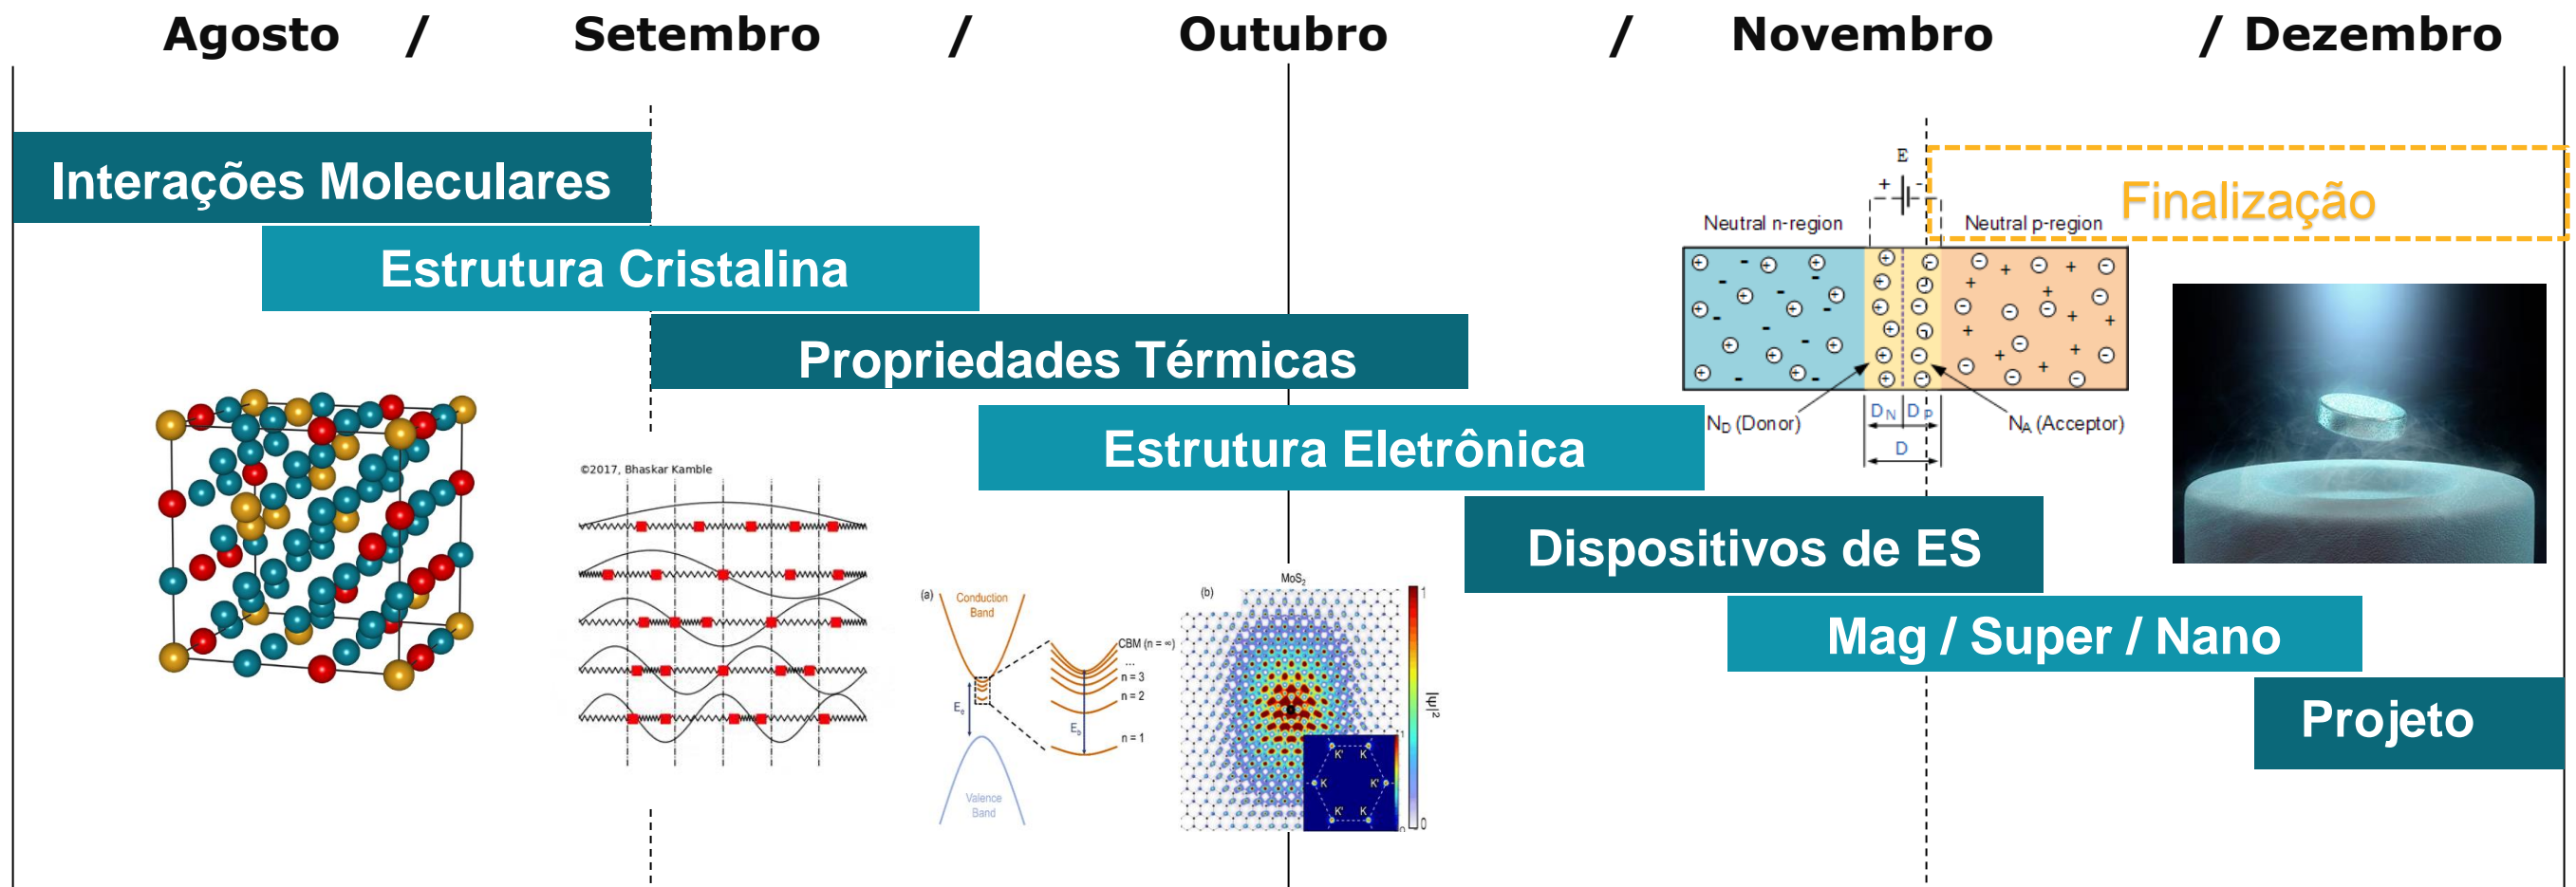 Agosto / Setembro / Outubro / Novembro / Dezembro
Interações Moleculares
Finalização
Estrutura Cristalina
Propriedades Térmicas
Estrutura Eletrônica
Dispositivos de ES
Mag / Super / Nano
Projeto
E
+ -
Neutral n-region
Neutral p-region
N_D (Donor)
D_N D_P
N_A (Acceptor)
D
©2017, Bhaskar Kamble
(a)
Conduction
Band
CBM (n = ∞)
...
n = 3
n = 2
n = 1
E_b
Valence
Band
(b)
MoS₂
1
|ψ|²
0
K' K
K K'
K' K
1
0